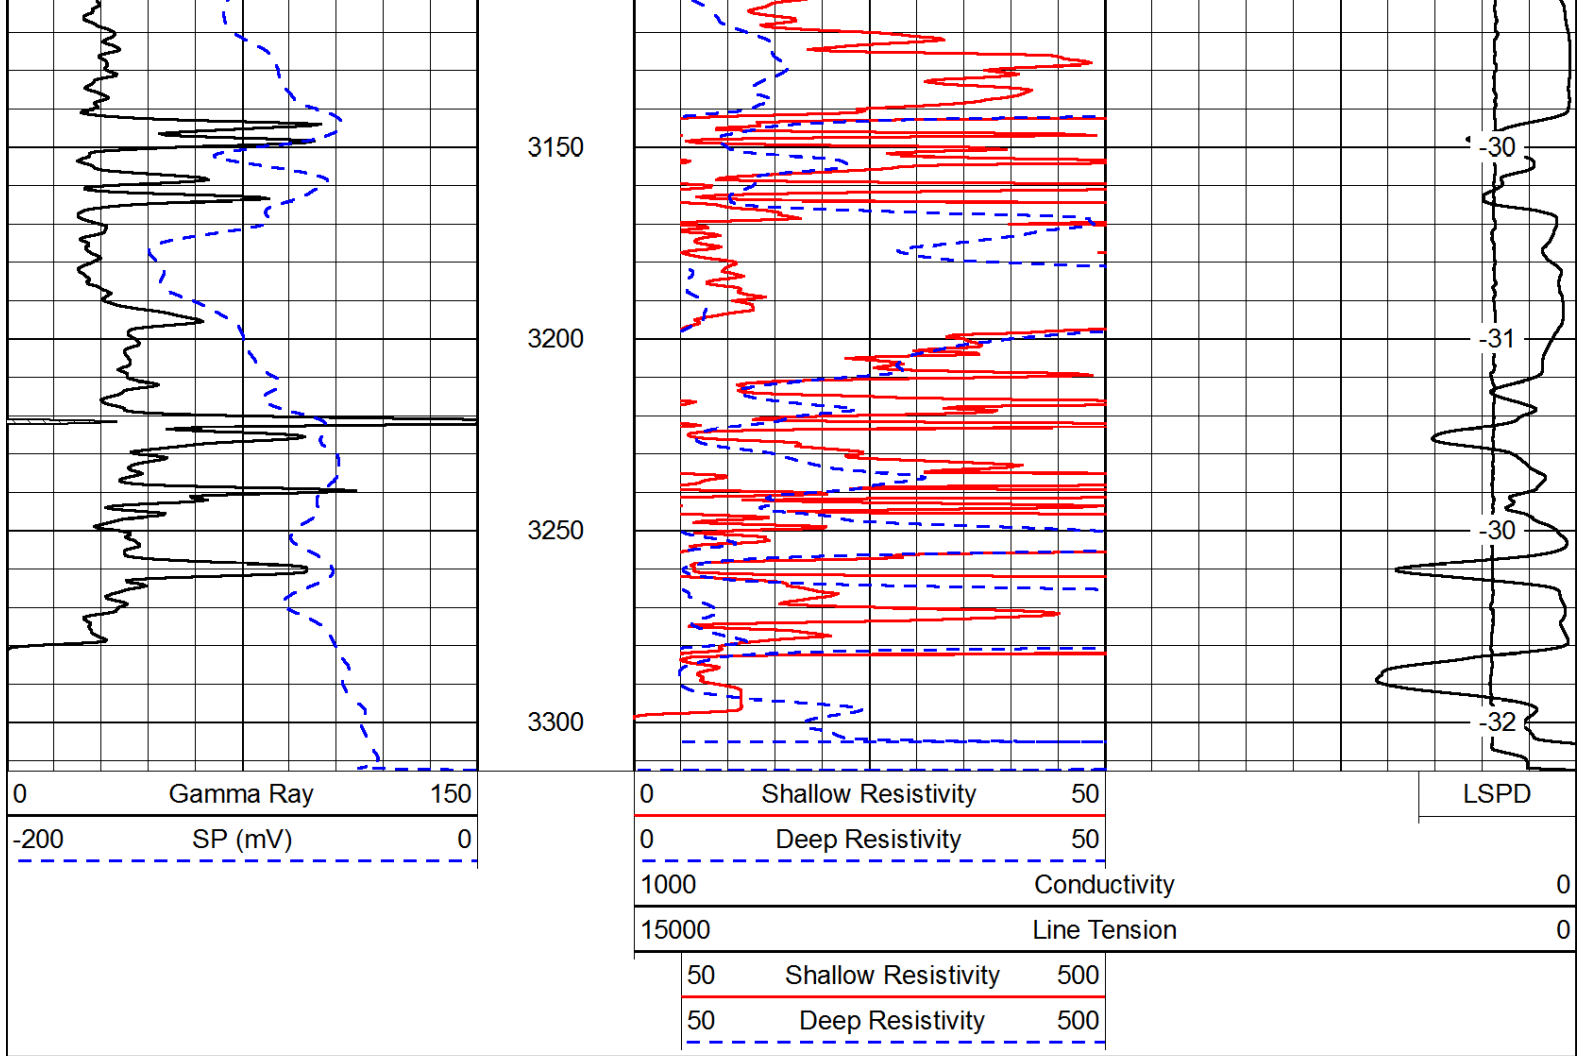 3150
-30
3200
-31
3250
-30
3300
-32
0 Gamma Ray 150
0 Shallow Resistivity 50
LSPD
-200 SP (mV) 0
0 Deep Resistivity 50
1000 Conductivity 0
15000 Line Tension 0
50 Shallow Resistivity 500
50 Deep Resistivity 500